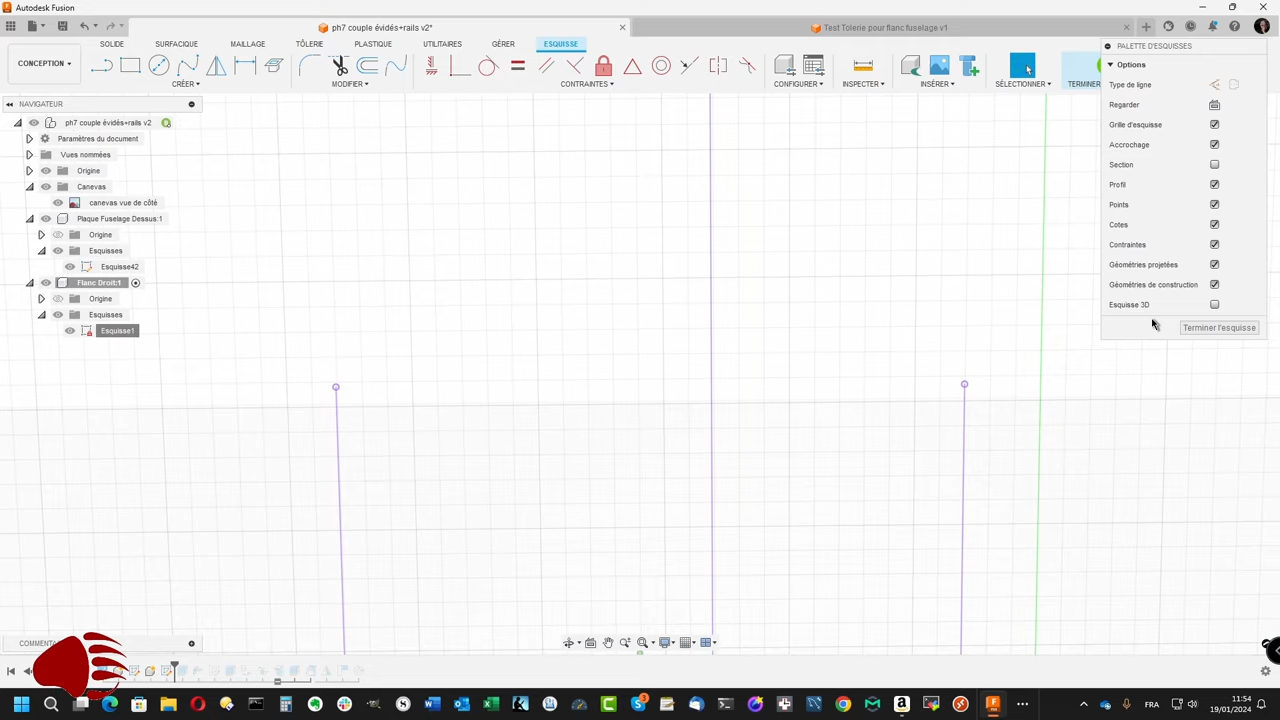 Autodesk Fusion
ph7 couple évidés+rails v2*
Test Tolerie pour flanc fuselage v1
CONCEPTION
SOLIDE SURFACIQUE MAILLAGE TÔLERIE PLASTIQUE UTILITAIRES GÉRER ESQUISSE
CRÉER MODIFIER CONTRAINTES CONFIGURER INSPECTER INSÉRER SÉLECTIONNER TERMINER
NAVIGATEUR
ph7 couple évidés+rails v2
Paramètres du document
Vues nommées
Origine
Canevas
canevas vue de côté
Plaque Fuselage Dessus:1
Origine
Esquisses
Esquisse42
Flanc Droit:1
Origine
Esquisses
Esquisse1
PALETTE D'ESQUISSES
Options
Type de ligne
Regarder
Grille d'esquisse
Accrochage
Section
Profil
Points
Cotes
Contraintes
Géométries projetées
Géométries de construction
Esquisse 3D
Terminer l'esquisse
COMMENT
FRA
11:54
19/01/2024